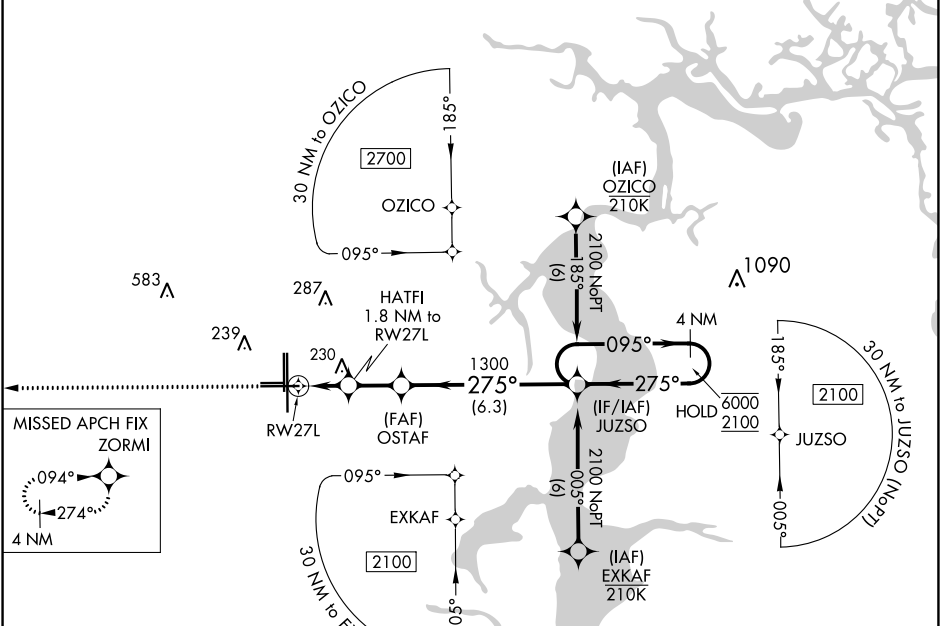 30 NM to OZICO
185°
2700
OZICO
095°
(IAF)
OZICO
210K
2100 NoPT
185°
(6)
1090
583
287
HATFI
1.8 NM to
RW27L
239
230
4 NM
095°
1300
275°
(6.3)
275°
HOLD
6000
2100
(IF/IAF)
JUZSO
(FAF)
OSTAF
RW27L
185°
30 NM to JUZSO (NoPT)
2100
JUZSO
005°
MISSED APCH FIX
ZORMI
094°
274°
4 NM
095°
EXKAF
2100
30 NM to
05°
2100 NoPT
005°
(6)
(IAF)
EXKAF
210K